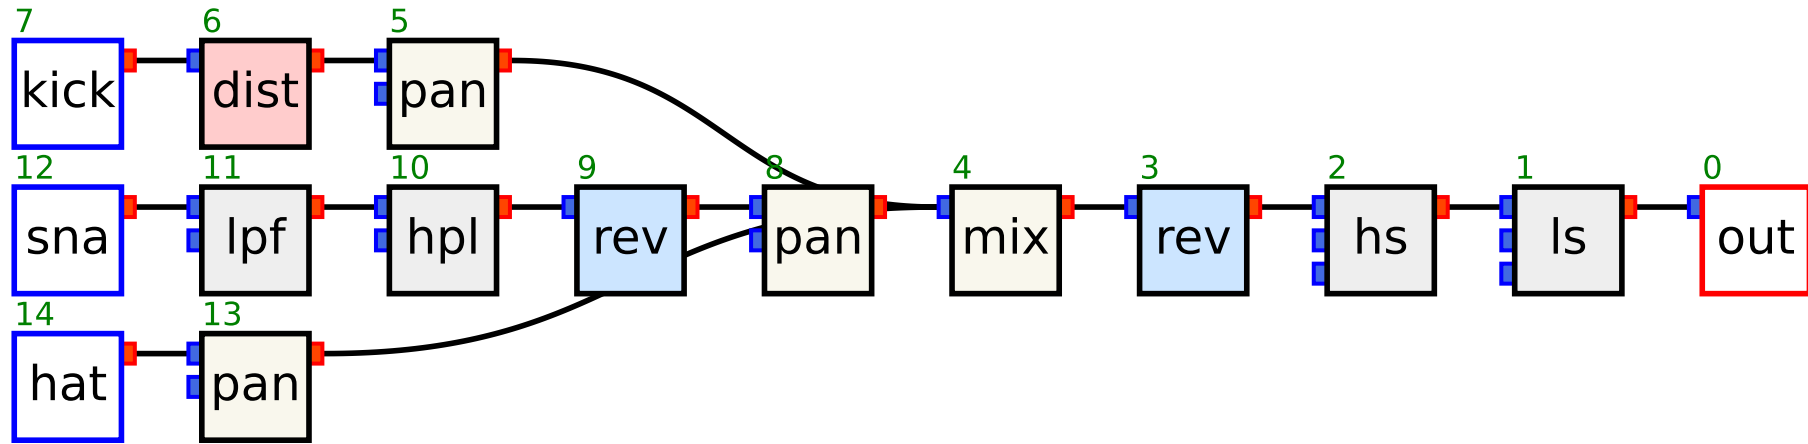 7 6 5
kick dist pan
12 11 10 9 8 4 3 2 1 0
sna lpf hpl rev pan mix rev hs ls out
14 13
hat pan